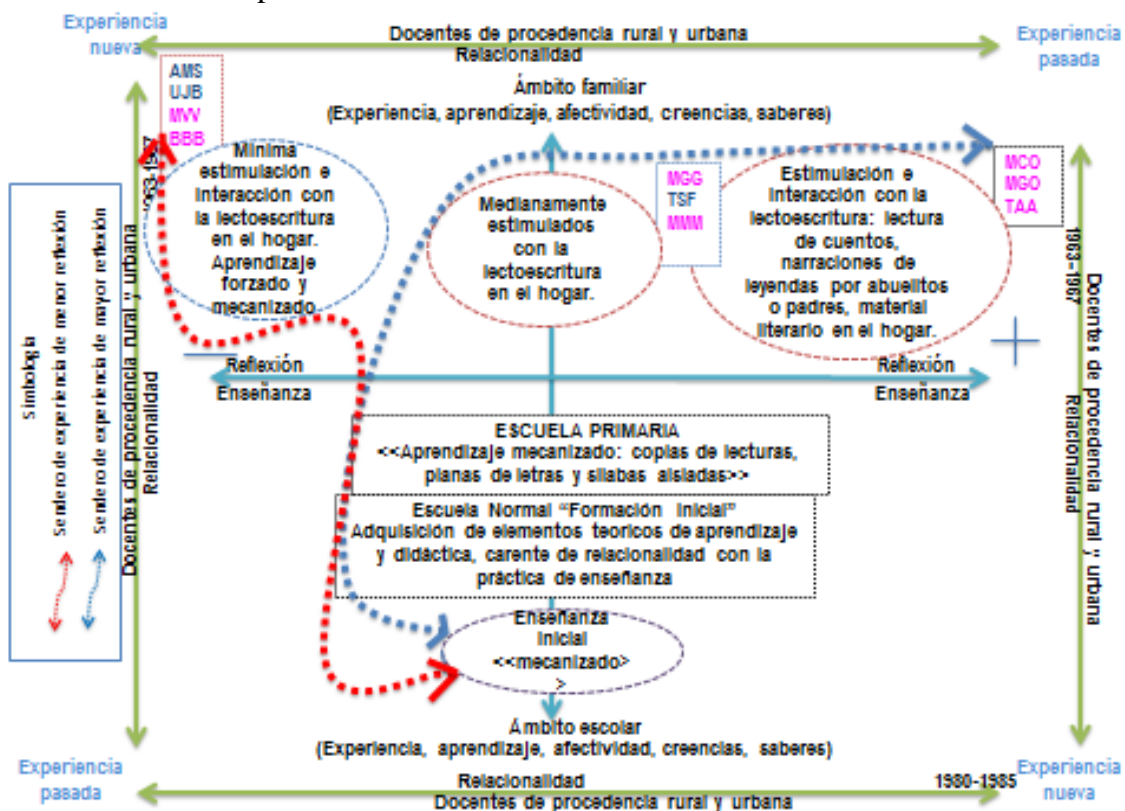 Experiencia
nueva
Docentes de procedencia rural y urbana
Relacionalidad
Experiencia
pasada
AMS
UJB
MVV
BBB
Ámbito familiar
(Experiencia, aprendizaje, afectividad, creencias, saberes)
Mínima
estimulación e
interacción con
la lectoescritura
en el hogar.
Aprendizaje
forzado y
mecanizado
Medianamente
estimulados
con la
lectoescritura
en el hogar.
MGG
TSF
MMM
Estimulación e
interacción con la
lectoescritura: lectura
de cuentos,
narraciones de
leyendas por abuelitos
o padres, material
literario en el hogar.
MCO
MGO
TAA
1963-1967
Docentes de procedencia rural y urbana
Relacionalidad
1963-1967
Docentes de procedencia rural y urbana
Relacionalidad
Simbología
Sendero de experiencia de menor reflexión
Sendero de experiencia de mayor reflexión
Reflexión
Enseñanza
Reflexión
Enseñanza
ESCUELA PRIMARIA
<<Aprendizaje mecanizado: copias de lecturas,
planas de letras y silabas aisladas>>
Escuela Normal “Formación Inicial”
Adquisición de elementos teoricos de aprendizaje
y didáctica, carente de relacionalidad con la
práctica de enseñanza
Enseñanza
Inicial
<<mecanizado>
>
Ámbito escolar
(Experiencia, aprendizaje, afectividad, creencias, saberes)
Experiencia
pasada
Relacionalidad
Docentes de procedencia rural y urbana
1980-1985
Experiencia
nueva